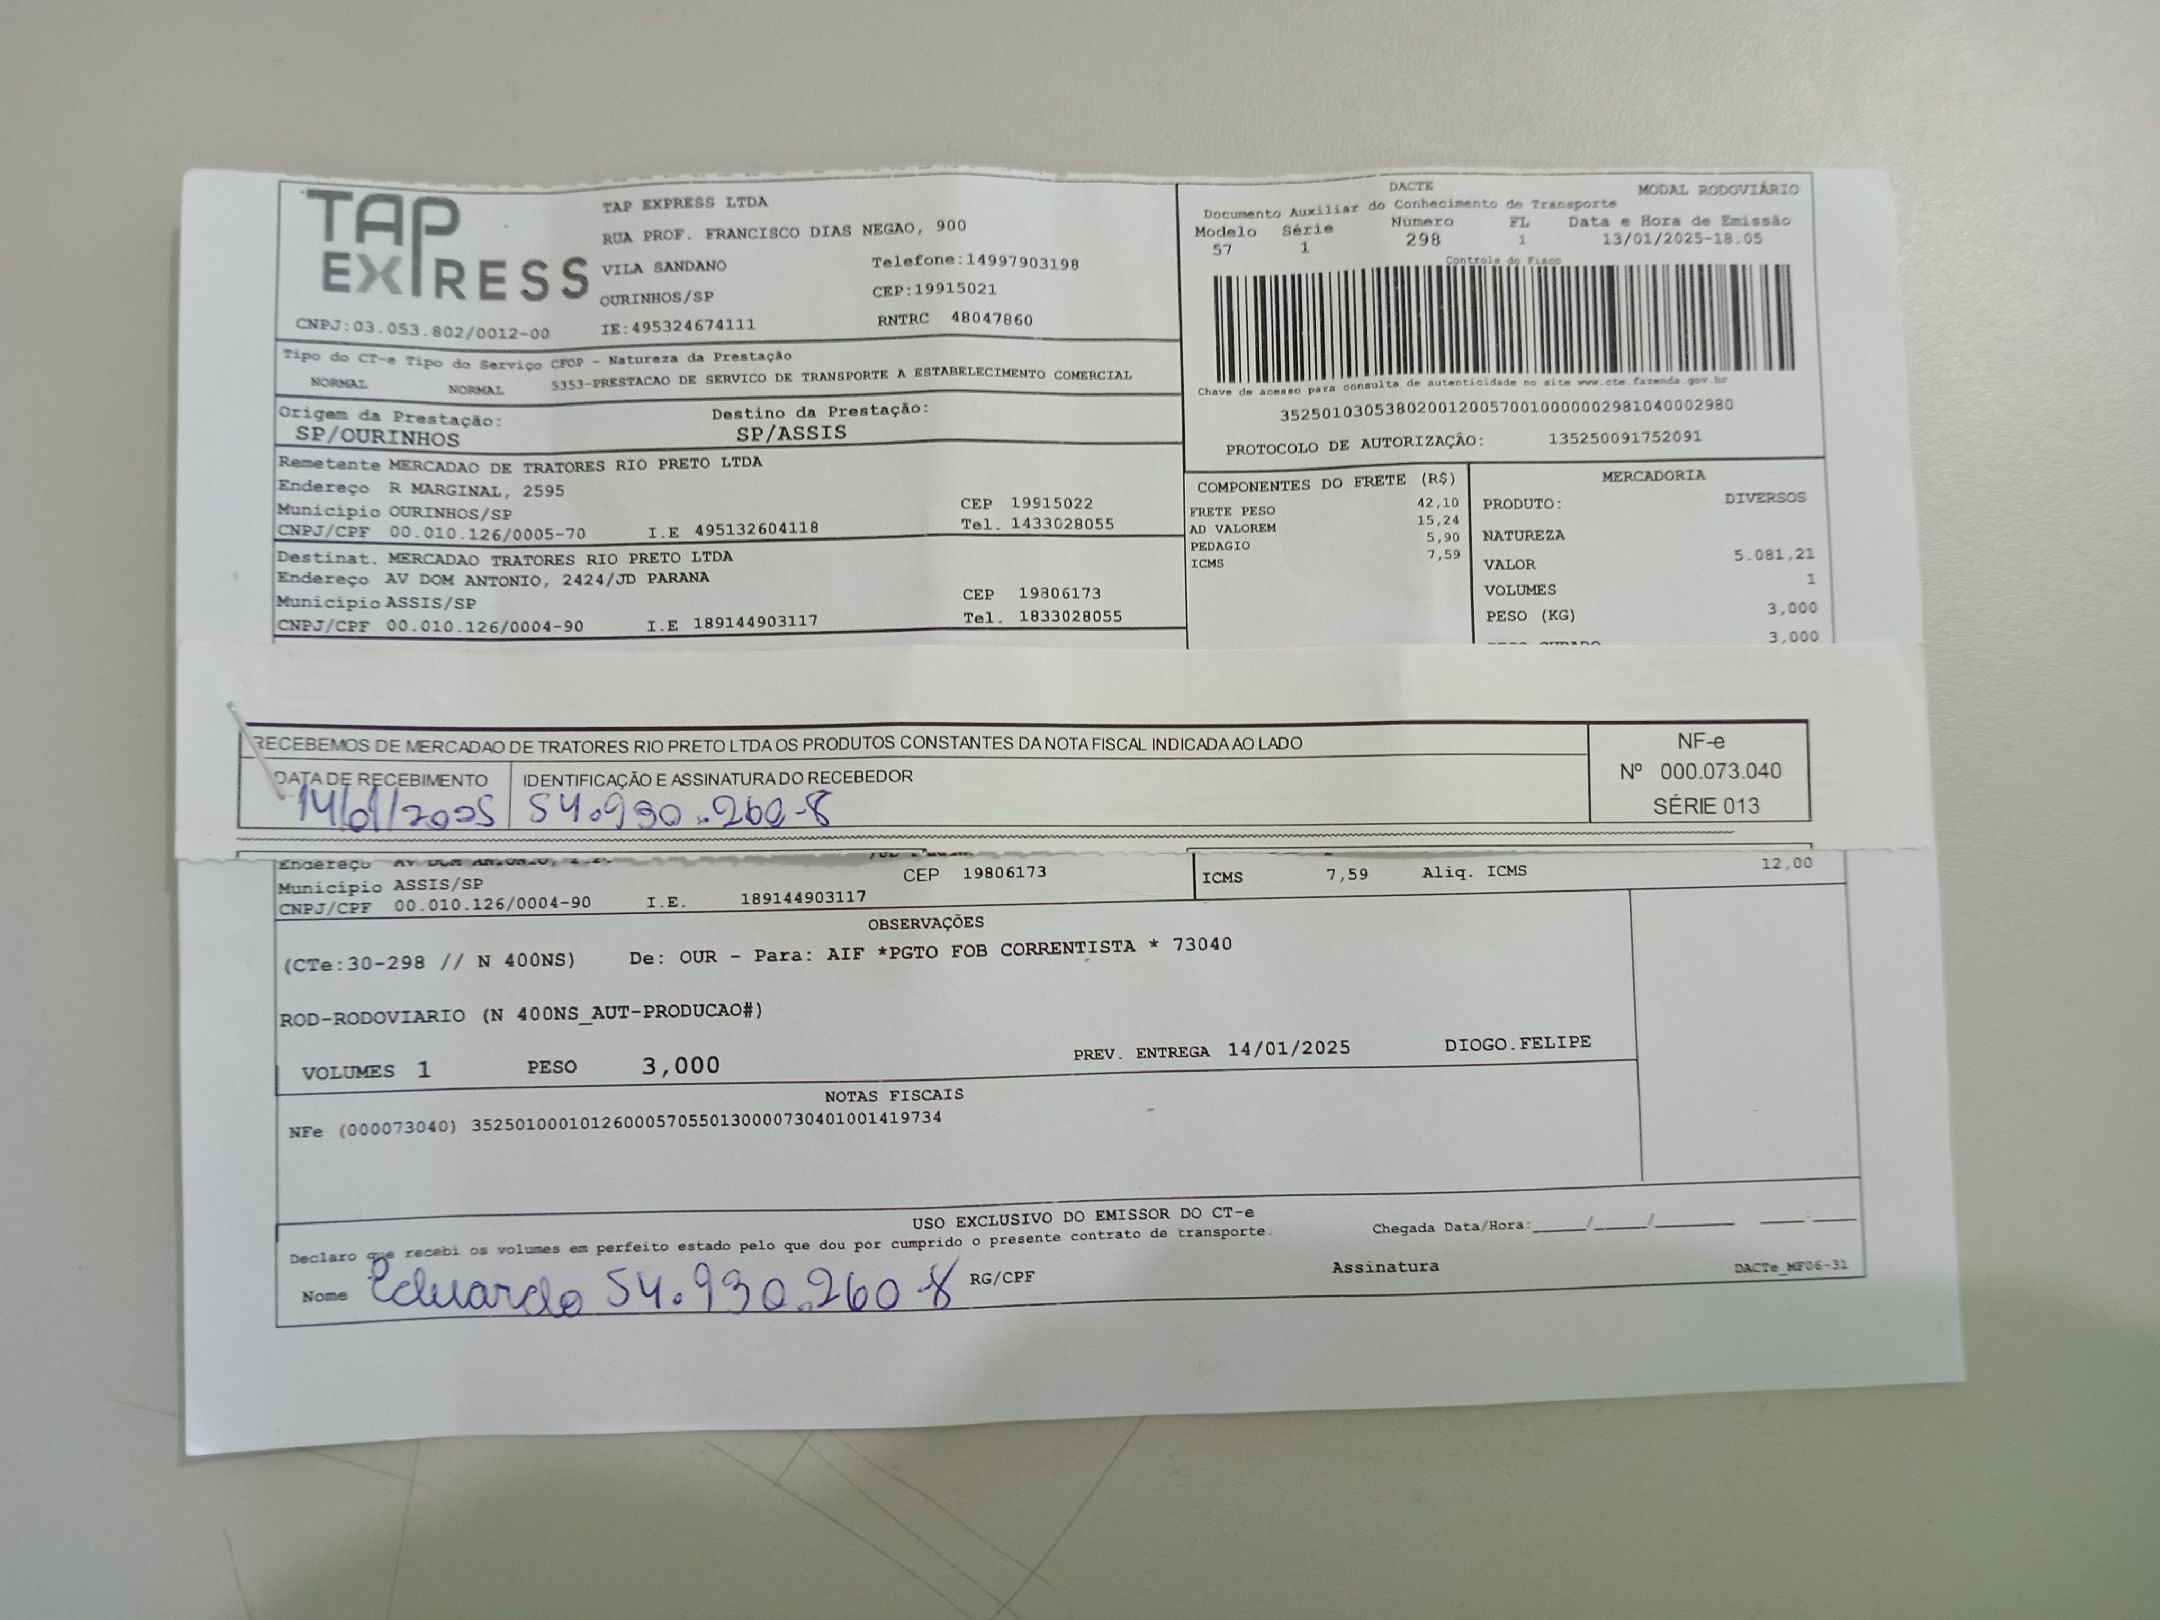 TAP EXPRESS
TAP EXPRESS LTDA
RUA PROF. FRANCISCO DIAS NEGAO, 900
VILA SANDANO Telefone:14997903198
OURINHOS/SP CEP:19915021
CNPJ:03.053.802/0012-00 IE:495324674111 RNTRC 48047860
DACTE MODAL RODOVIÁRIO
Documento Auxiliar do Conhecimento de Transporte
Modelo Série Número FL Data e Hora de Emissão
57 1 298 1 13/01/2025-18:05
Controle do Fisco
Chave de acesso para consulta de autenticidade no site www.cte.fazenda.gov.br
35250103053802001200570010000002981040002980
PROTOCOLO DE AUTORIZAÇÃO: 135250091752091
Tipo do CT-e Tipo do Serviço CFOP - Natureza da Prestação
NORMAL NORMAL 5353-PRESTACAO DE SERVICO DE TRANSPORTE A ESTABELECIMENTO COMERCIAL
Origem da Prestação: Destino da Prestação:
SP/OURINHOS SP/ASSIS
Remetente MERCADAO DE TRATORES RIO PRETO LTDA
Endereço R MARGINAL, 2595
Município OURINHOS/SP CEP 19915022
CNPJ/CPF 00.010.126/0005-70 I.E 495132604118 Tel. 1433028055
Destinat. MERCADAO TRATORES RIO PRETO LTDA
Endereço AV DOM ANTONIO, 2424/JD PARANA
Município ASSIS/SP CEP 19806173
CNPJ/CPF 00.010.126/0004-90 I.E 189144903117 Tel. 1833028055
COMPONENTES DO FRETE (R$)
FRETE PESO 42,10
AD VALOREM 15,24
PEDAGIO 5,90
ICMS 7,59
MERCADORIA
PRODUTO: DIVERSOS
NATUREZA
VALOR 5.081,21
VOLUMES 1
PESO (KG) 3,000
3,000
RECEBEMOS DE MERCADAO DE TRATORES RIO PRETO LTDA OS PRODUTOS CONSTANTES DA NOTA FISCAL INDICADA AO LADO
DATA DE RECEBIMENTO IDENTIFICAÇÃO E ASSINATURA DO RECEBEDOR
14/01/2025 54.930.260-8
NF-e
Nº 000.073.040
SÉRIE 013
Endereço AV DOM ANTONIO,
Município ASSIS/SP CEP 19806173
CNPJ/CPF 00.010.126/0004-90 I.E. 189144903117
ICMS 7,59 Aliq. ICMS 12,00
OBSERVAÇÕES
(CTe:30-298 // N 400NS) De: OUR - Para: AIF *PGTO FOB CORRENTISTA * 73040
ROD-RODOVIARIO (N 400NS_AUT-PRODUCAO#)
VOLUMES 1 PESO 3,000 PREV. ENTREGA 14/01/2025 DIOGO.FELIPE
NOTAS FISCAIS
NFe (000073040) 35250100010126000570550130000730401001419734
USO EXCLUSIVO DO EMISSOR DO CT-e
Declaro que recebi os volumes em perfeito estado pelo que dou por cumprido o presente contrato de transporte. Chegada Data/Hora:_____/_____/_______ ____:____
Nome Eduardo 54.930.260-8 RG/CPF Assinatura DACTe_MF06-31